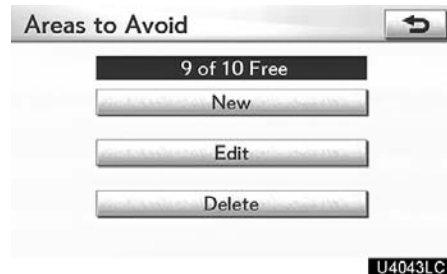 Areas to Avoid
9 of 10 Free
New
Edit
Delete
U4043LC